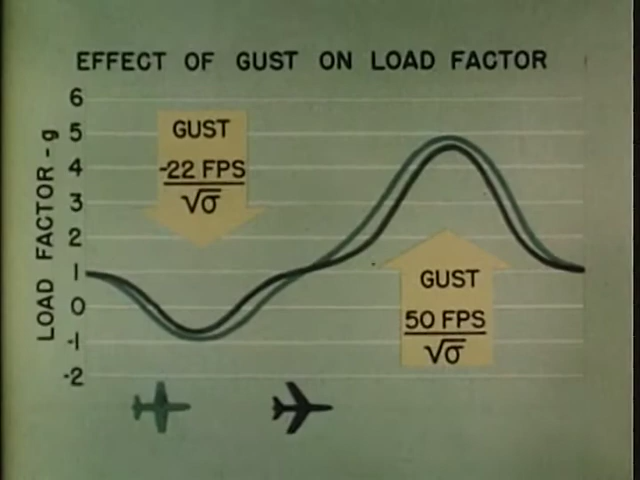 EFFECT OF GUST ON LOAD FACTOR
LOAD FACTOR - g
6
5
4
3
2
1
0
-1
-2
GUST
-22 FPS
√σ
GUST
50 FPS
√σ